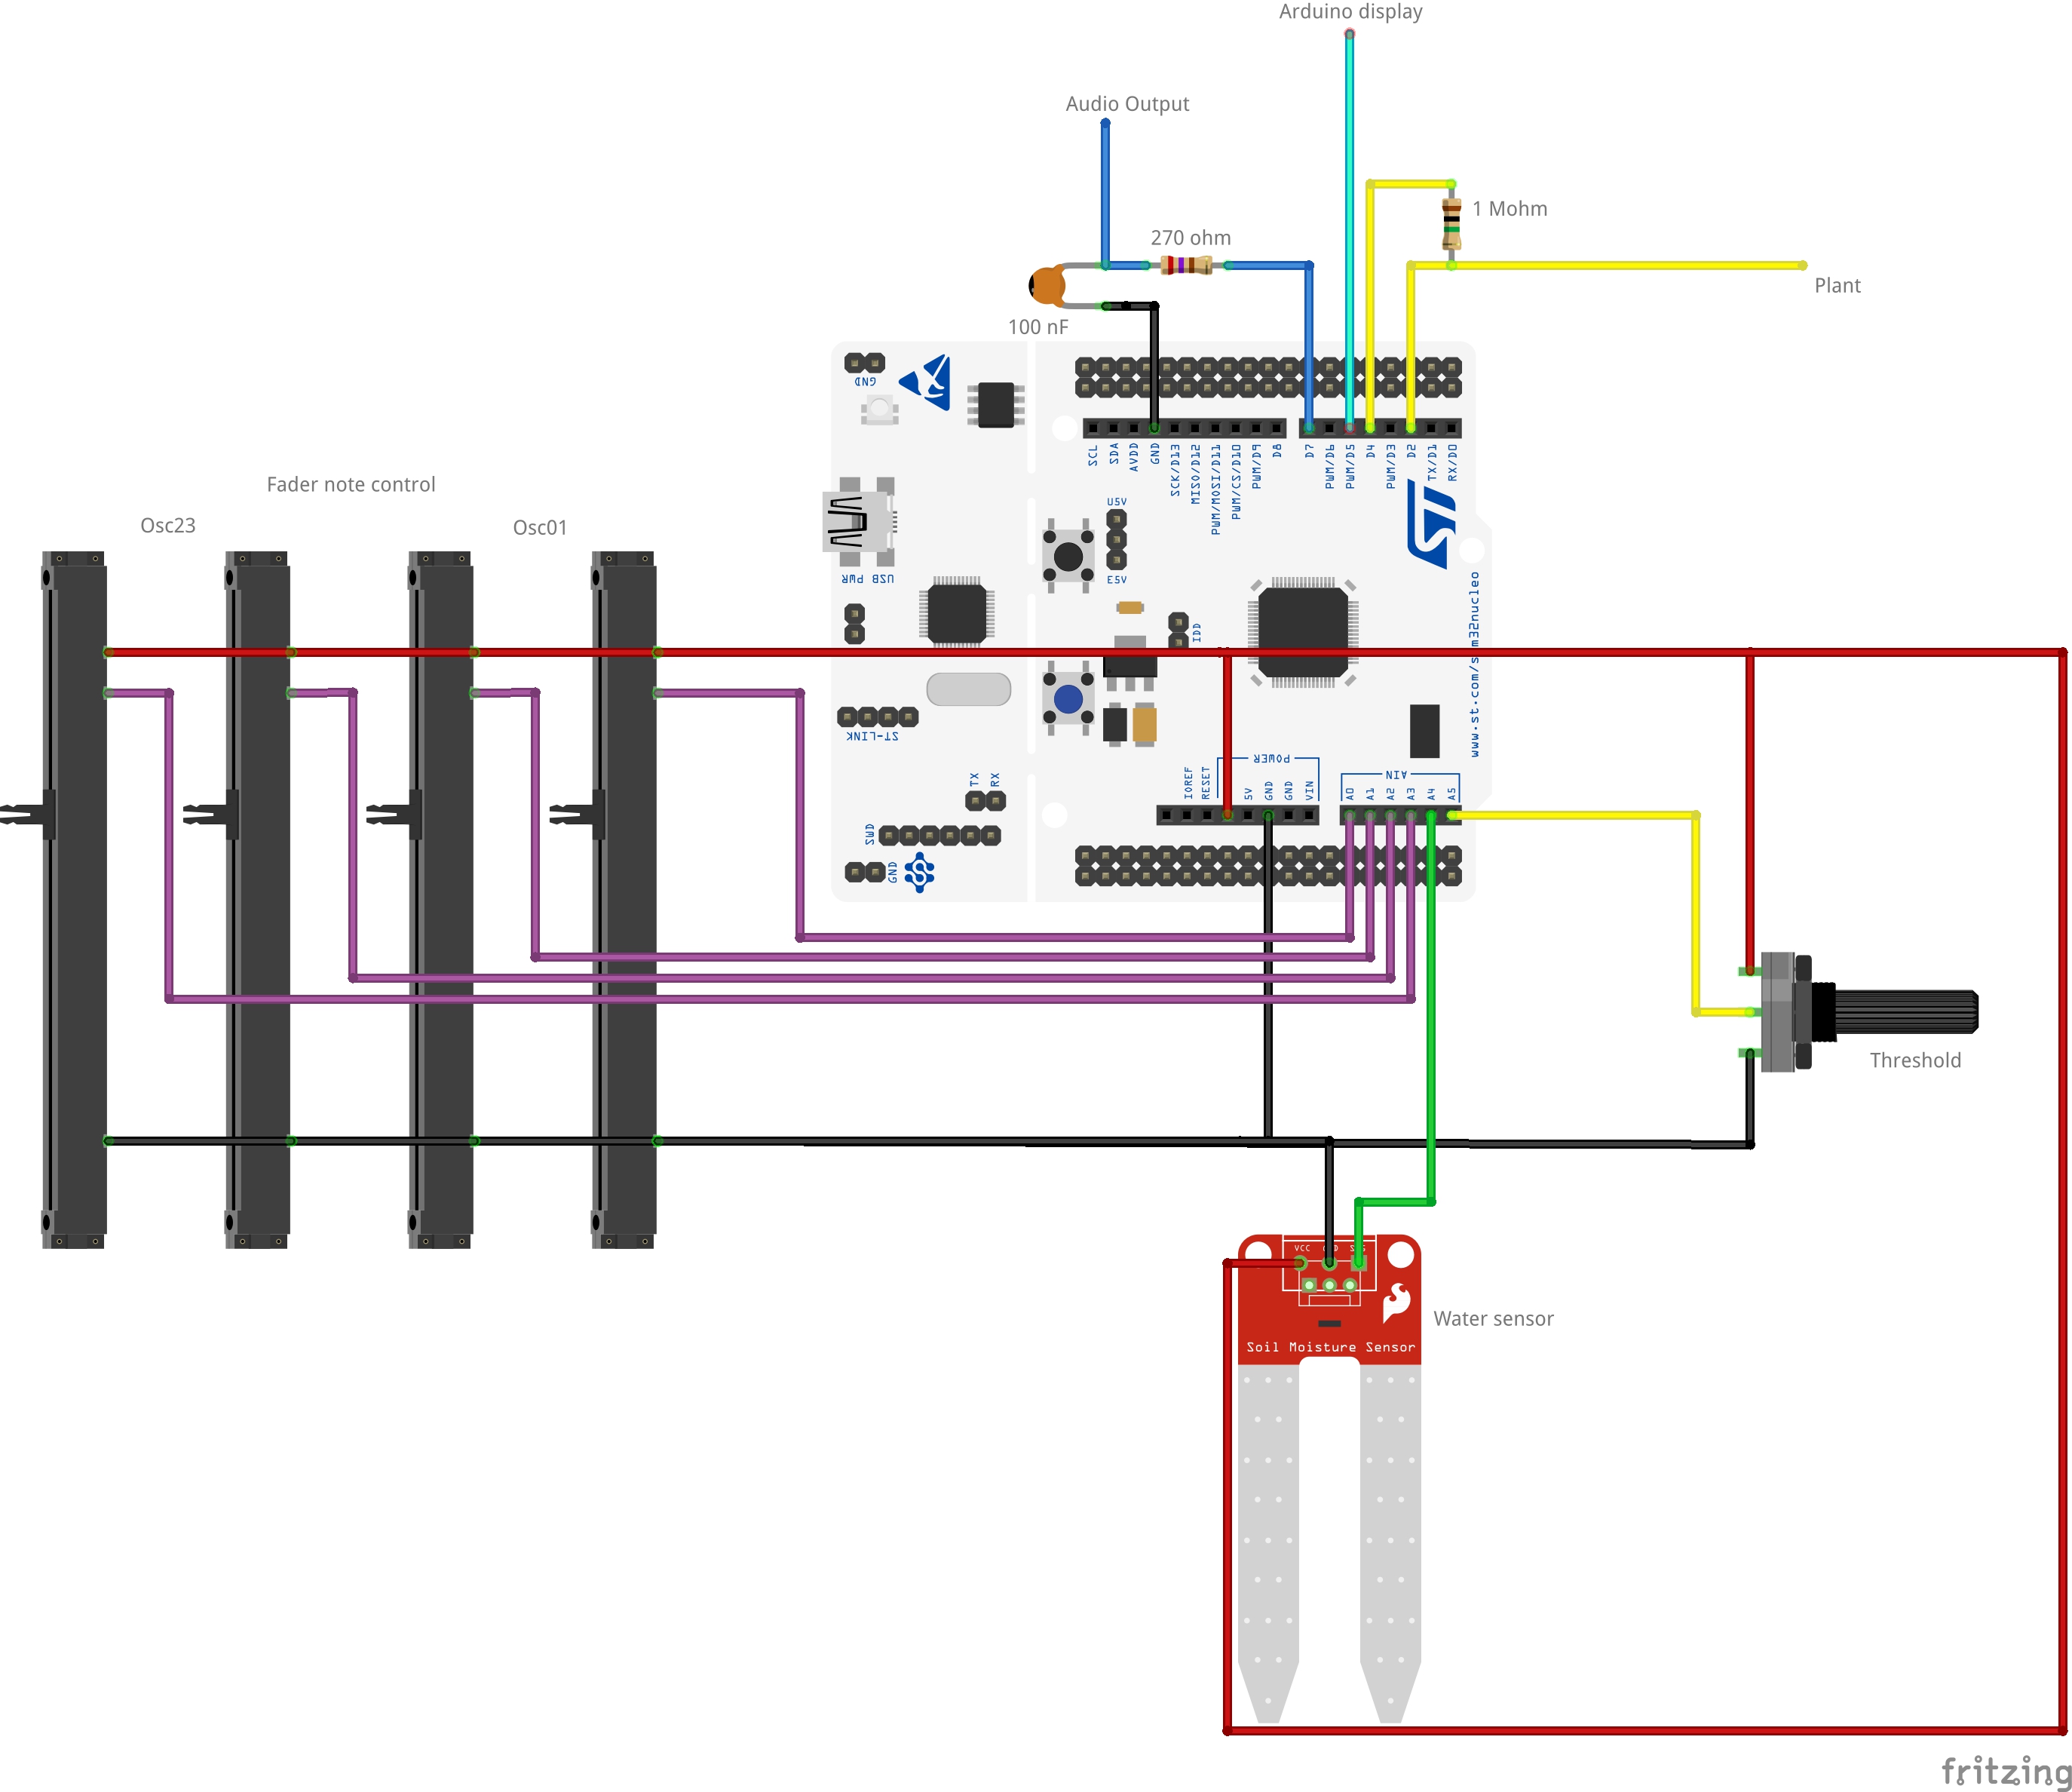 Arduino display
Audio Output
1 Mohm
270 ohm
Plant
100 nF
GND
SCL
SDA
AVDD
GND
SCK/D13
MISO/D12
PWM/MOSI/D11
PWM/CS/D10
PWM/D9
D8
D7
PWM/D6
PWM/D5
D4
PWM/D3
D2
TX/D1
RX/D0
Fader note control
Osc23
Osc01
U5V
E5V
USB PWR
IDD
www.st.com/stm32nucleo
ST-LINK
POWER
AIN
TX
RX
IOREF
RESET
5V
GND
GND
VIN
A0
A1
A2
A3
A4
A5
SWD
GND
Threshold
VCC
Water sensor
Soil Moisture Sensor
fritzing